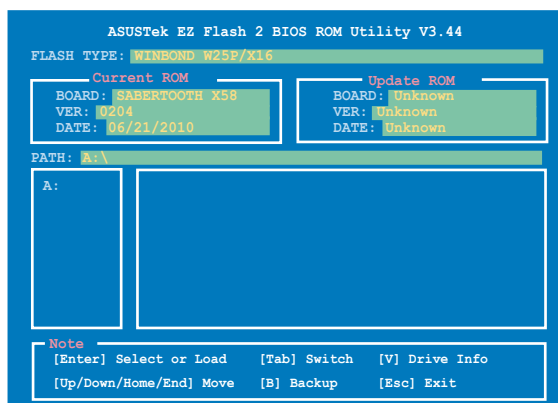 ASUSTek EZ Flash 2 BIOS ROM Utility V3.44
FLASH TYPE: WINBOND W25P/X16
Current ROM
BOARD: SABERTOOTH X58
VER: 0204
DATE: 06/21/2010
Update ROM
BOARD: Unknown
VER: Unknown
DATE: Unknown
PATH: A:\
A:
Note
[Enter] Select or Load [Tab] Switch [V] Drive Info
[Up/Down/Home/End] Move [B] Backup [Esc] Exit